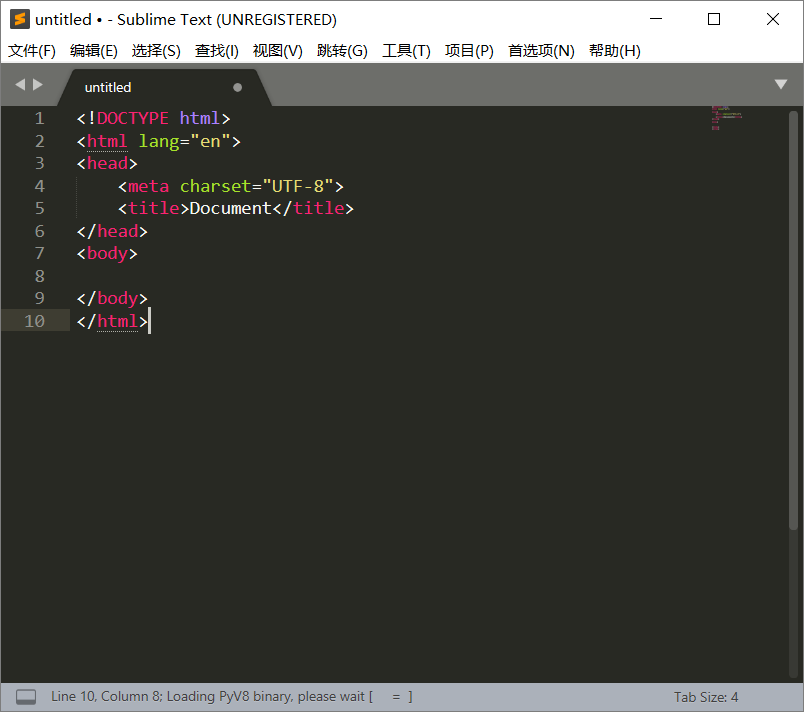 untitled • - Sublime Text (UNREGISTERED)
文件(F) 编辑(E) 选择(S) 查找(I) 视图(V) 跳转(G) 工具(T) 项目(P) 首选项(N) 帮助(H)
untitled
1 <!DOCTYPE html>
2 <html lang="en">
3 <head>
4     <meta charset="UTF-8">
5     <title>Document</title>
6 </head>
7 <body>
8
9 </body>
10 </html>
Line 10, Column 8; Loading PyV8 binary, please wait [     =  ] Tab Size: 4